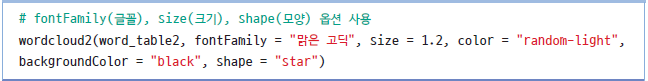 # fontFamily(글꼴), size(크기), shape(모양) 옵션 사용
wordcloud2(word_table2, fontFamily = "맑은 고딕", size = 1.2, color = "random-light",
backgroundColor = "black", shape = "star")